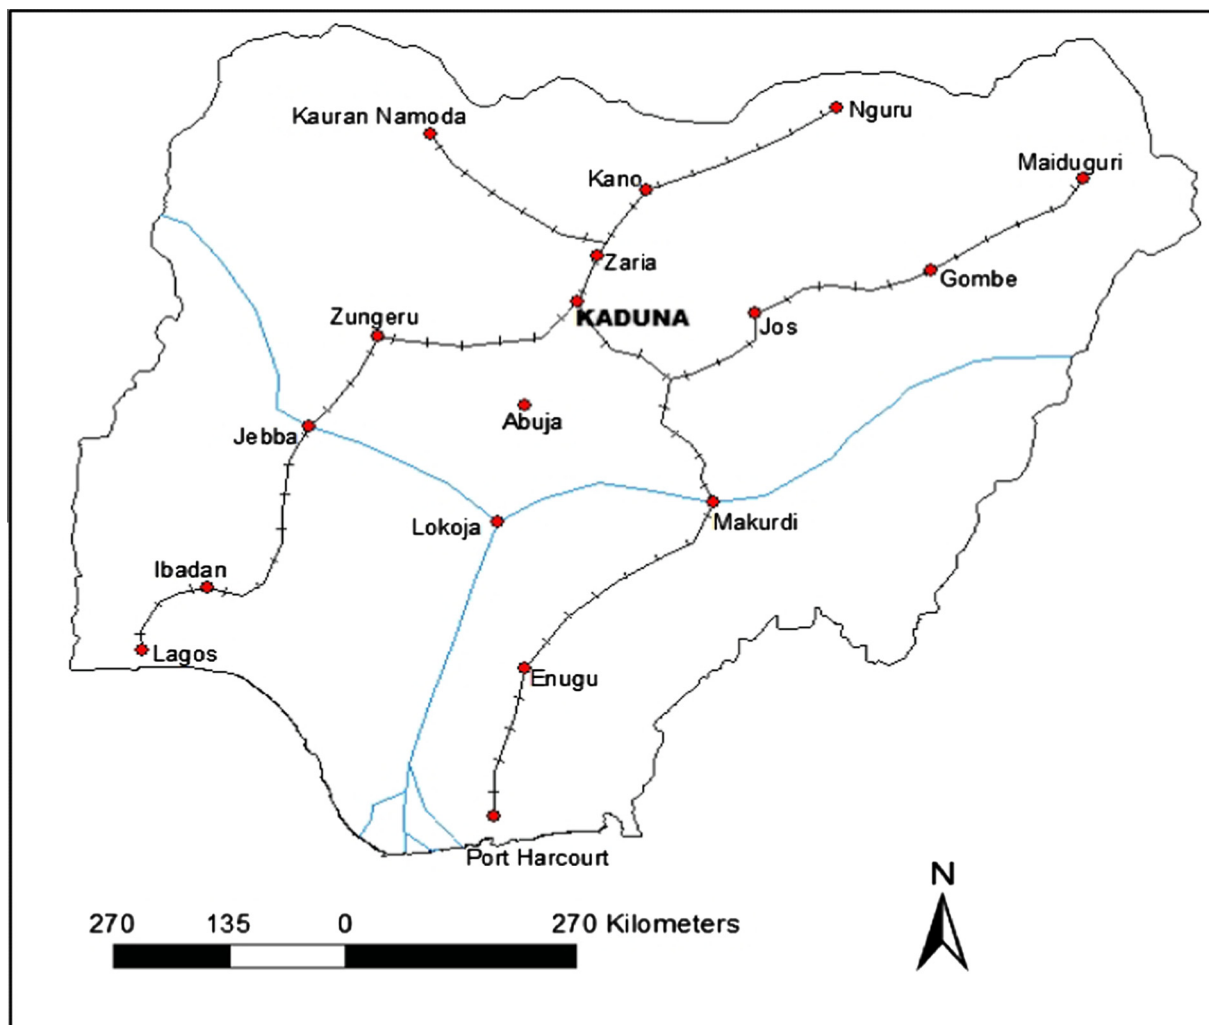 Kauran Namoda
Nguru
Maiduguri
Kano
Zaria
Gombe
Zungeru
KADUNA
Jos
Abuja
Jebba
Lokoja
Makurdi
Ibadan
Lagos
Enugu
Port Harcourt
N
270 135 0 270 Kilometers